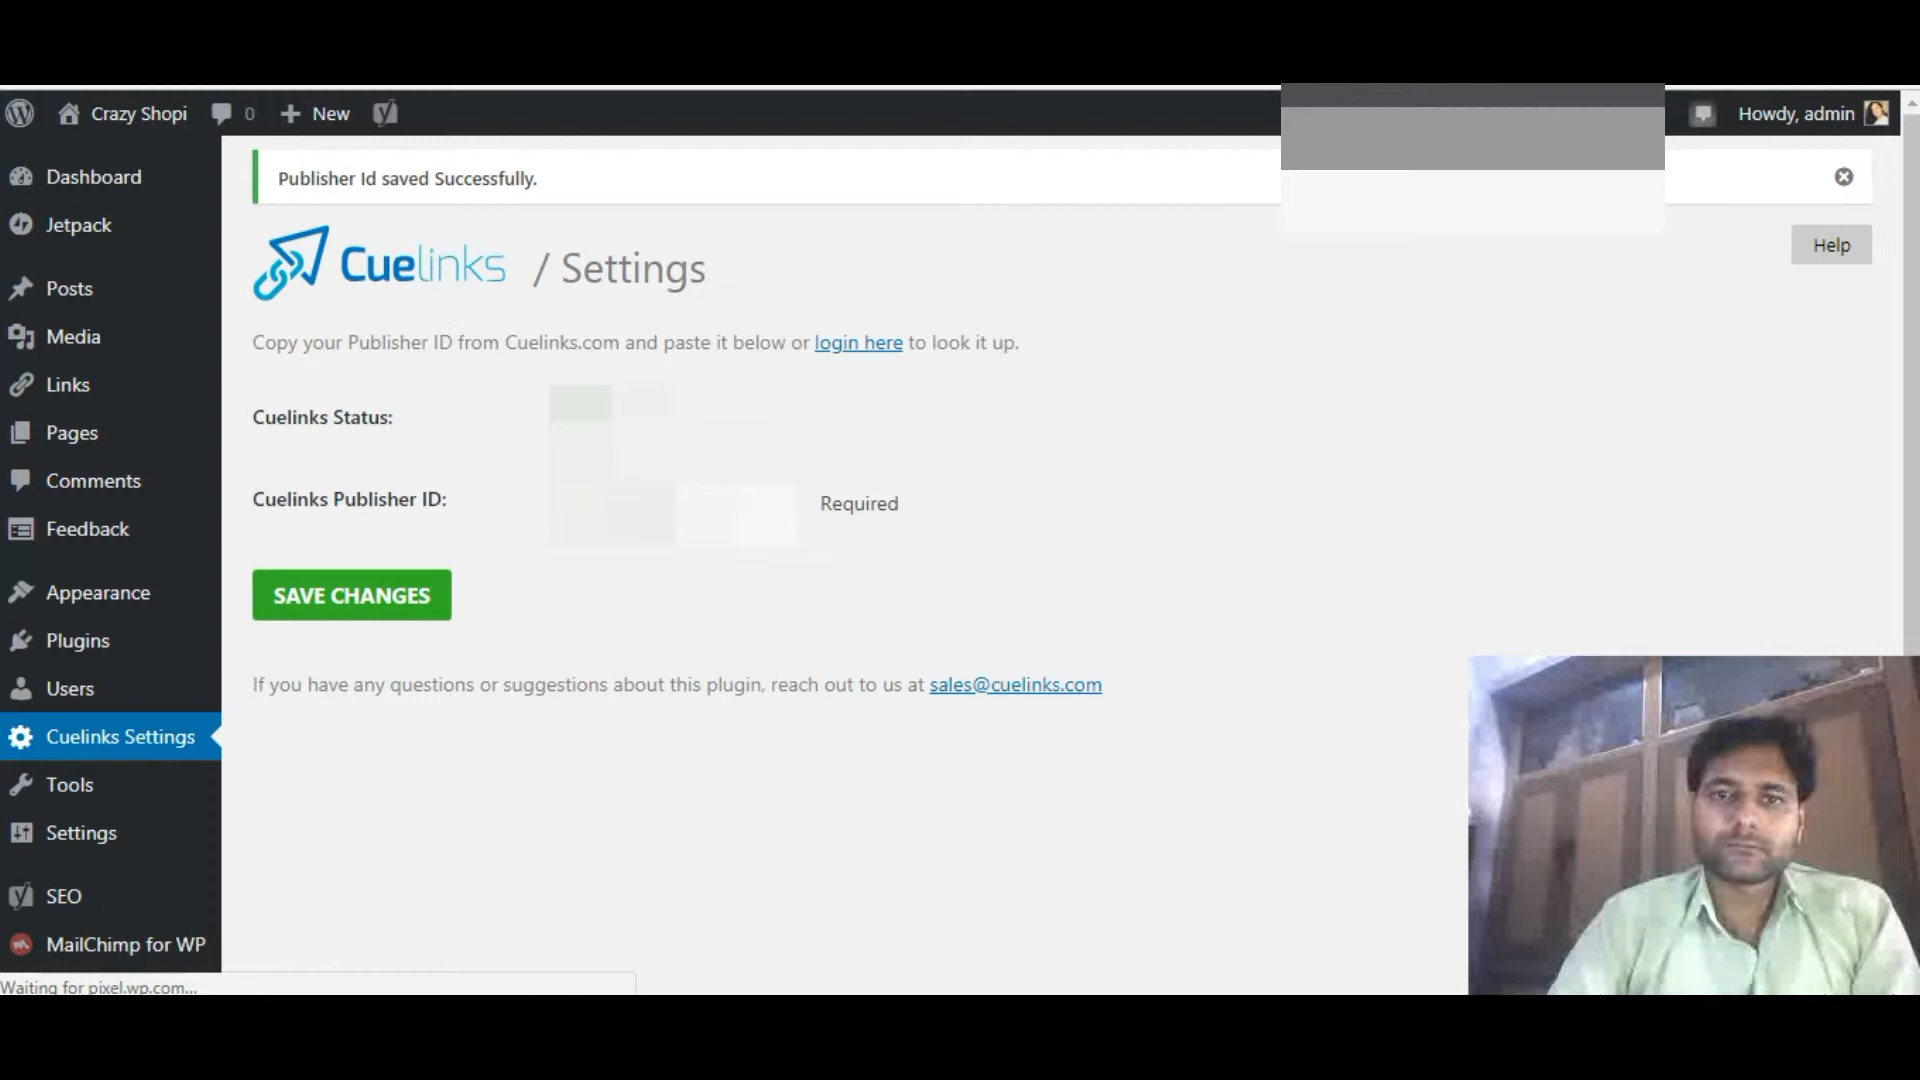 Crazy Shopi 0 New Howdy, admin
Dashboard
Jetpack
Posts
Media
Links
Pages
Comments
Feedback
Appearance
Plugins
Users
Cuelinks Settings
Tools
Settings
SEO
MailChimp for WP
Publisher Id saved Successfully.
Cuelinks / Settings
Help
Copy your Publisher ID from Cuelinks.com and paste it below or login here to look it up.
Cuelinks Status:
Cuelinks Publisher ID: Required
SAVE CHANGES
If you have any questions or suggestions about this plugin, reach out to us at sales@cuelinks.com
Waiting for pixel.wp.com...